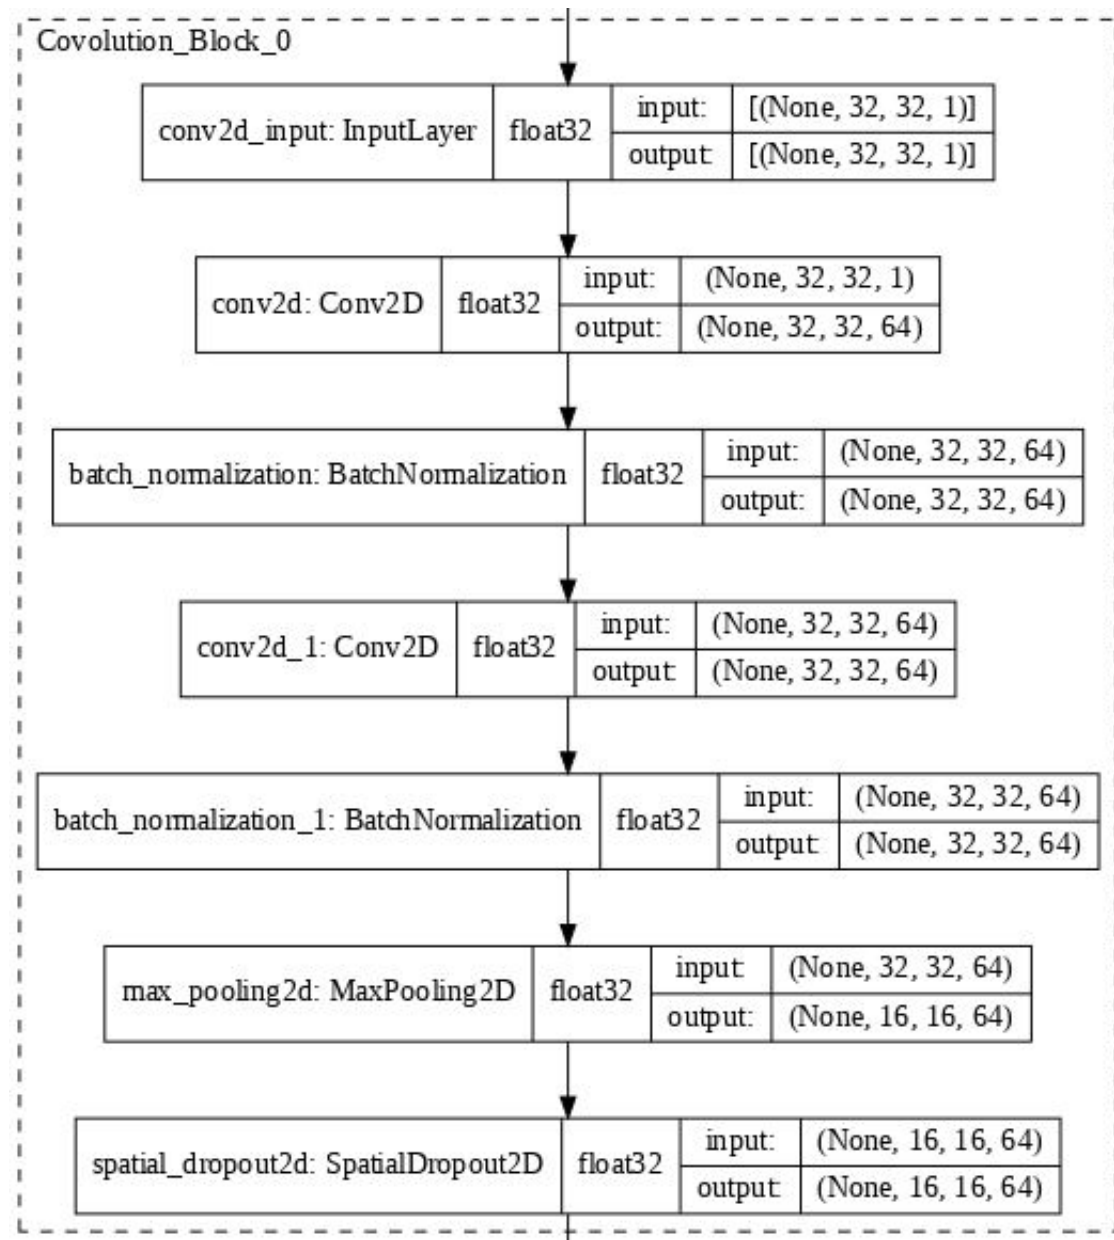 Covolution_Block_0
conv2d_input: InputLayer float32 input: [(None, 32, 32, 1)]
output: [(None, 32, 32, 1)]
conv2d: Conv2D float32 input: (None, 32, 32, 1)
output: (None, 32, 32, 64)
batch_normalization: BatchNormalization float32 input: (None, 32, 32, 64)
output: (None, 32, 32, 64)
conv2d_1: Conv2D float32 input: (None, 32, 32, 64)
output: (None, 32, 32, 64)
batch_normalization_1: BatchNormalization float32 input: (None, 32, 32, 64)
output: (None, 32, 32, 64)
max_pooling2d: MaxPooling2D float32 input: (None, 32, 32, 64)
output: (None, 16, 16, 64)
spatial_dropout2d: SpatialDropout2D float32 input: (None, 16, 16, 64)
output: (None, 16, 16, 64)